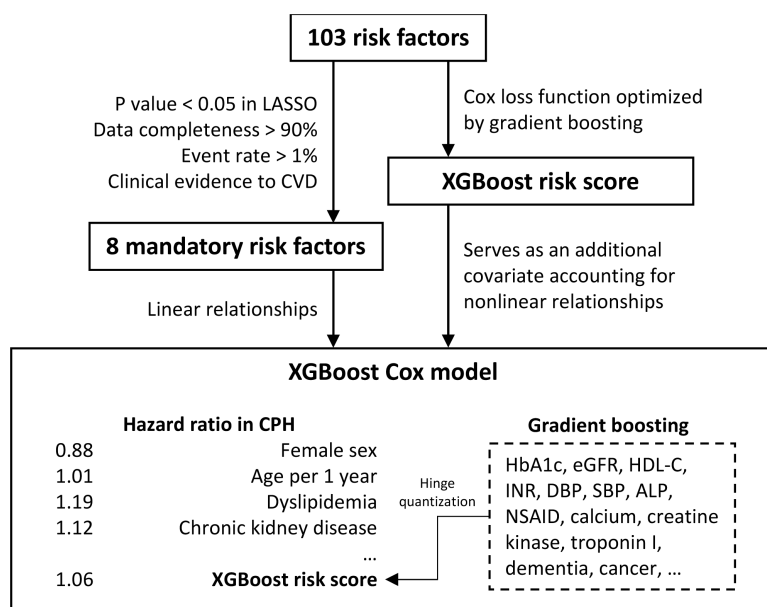 103 risk factors
P value < 0.05 in LASSO
Data completeness > 90%
Event rate > 1%
Clinical evidence to CVD
Cox loss function optimized
by gradient boosting
XGBoost risk score
8 mandatory risk factors
Serves as an additional
covariate accounting for
nonlinear relationships
Linear relationships
XGBoost Cox model
Hazard ratio in CPH
0.88 Female sex
1.01 Age per 1 year
1.19 Dyslipidemia
1.12 Chronic kidney disease
...
1.06 XGBoost risk score
Hinge
quantization
Gradient boosting
HbA1c, eGFR, HDL-C,
INR, DBP, SBP, ALP,
NSAID, calcium, creatine
kinase, troponin I,
dementia, cancer, ...